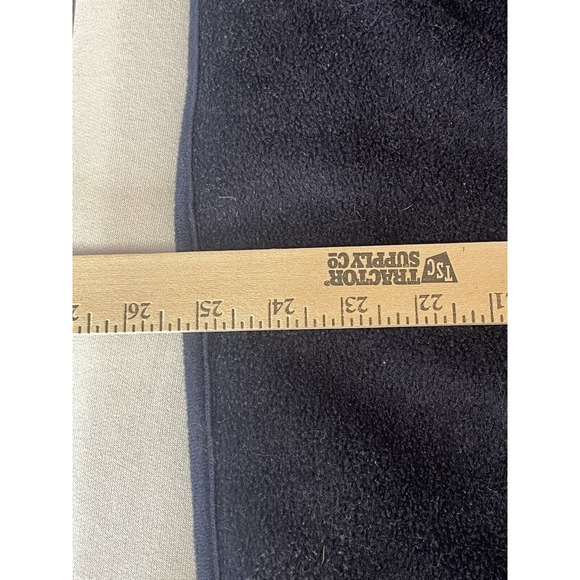 TSC TRACTOR
SUPPLY CO
26 25 24 23 22